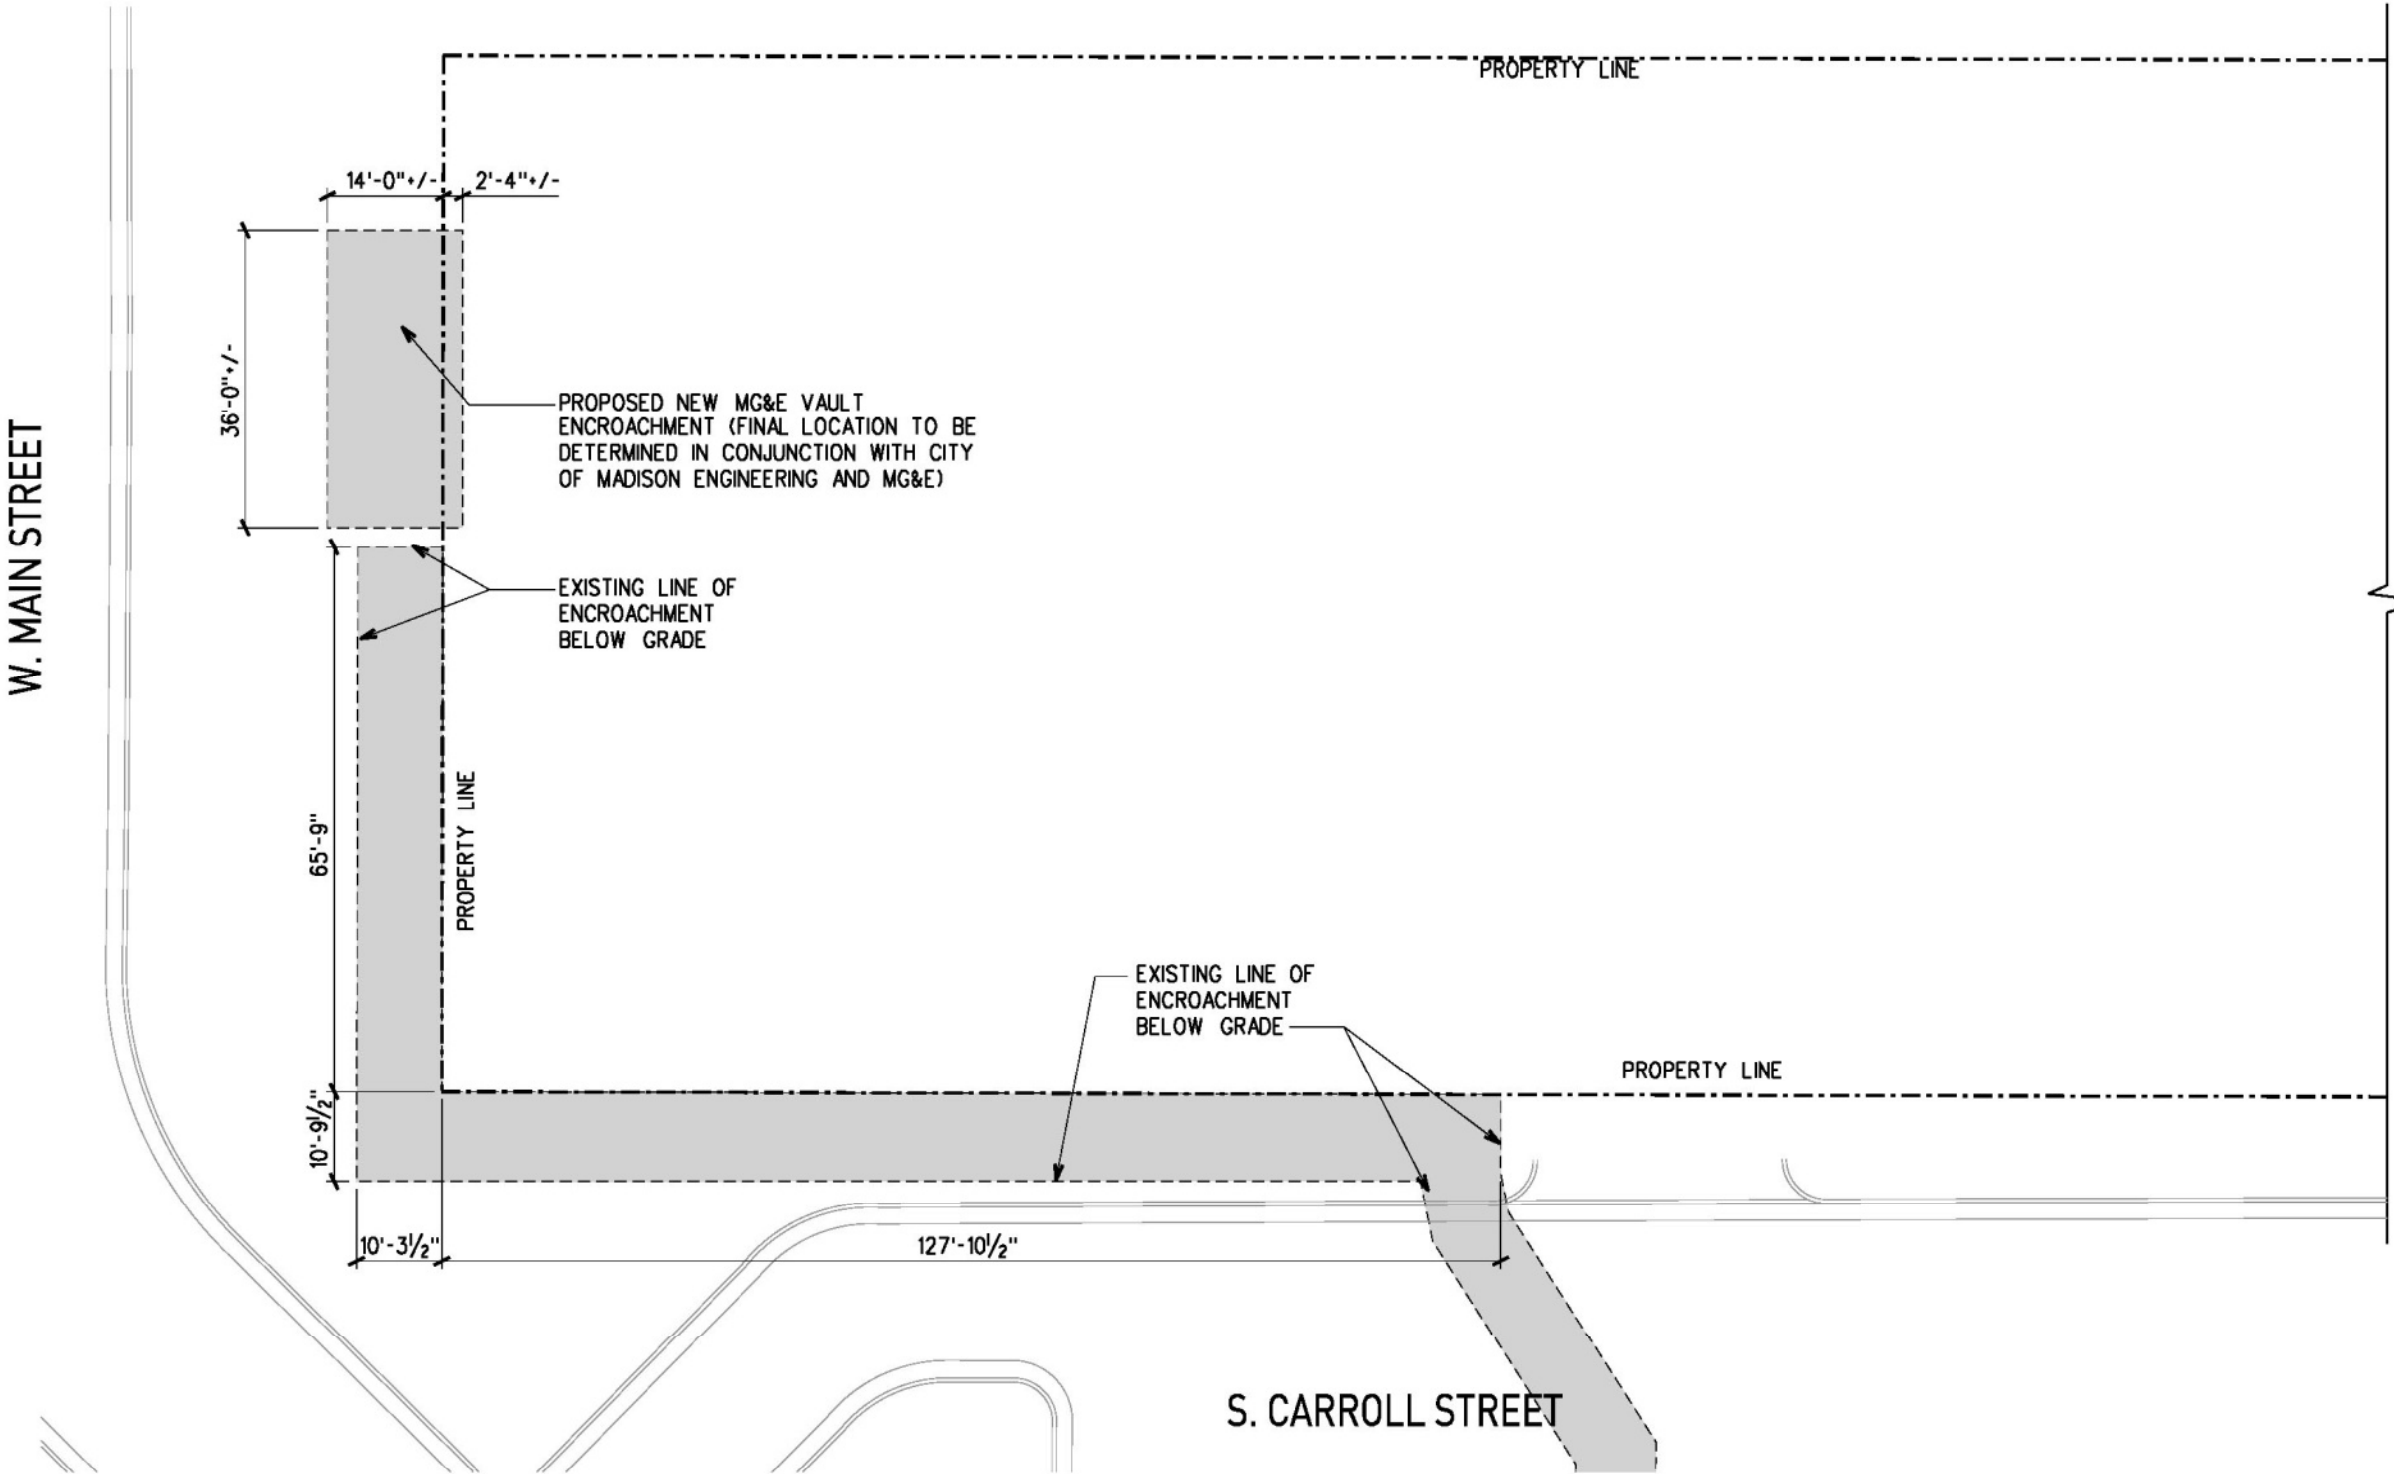 PROPERTY LINE
14'-0"+/-
2'-4"+/-
36'-0"+/-
PROPOSED NEW MG&E VAULT
ENCROACHMENT (FINAL LOCATION TO BE
DETERMINED IN CONJUNCTION WITH CITY
OF MADISON ENGINEERING AND MG&E)
W. MAIN STREET
EXISTING LINE OF
ENCROACHMENT
BELOW GRADE
65'-9"
PROPERTY LINE
EXISTING LINE OF
ENCROACHMENT
BELOW GRADE
PROPERTY LINE
10'-9½"
10'-3½"
127'-10½"
S. CARROLL STREET